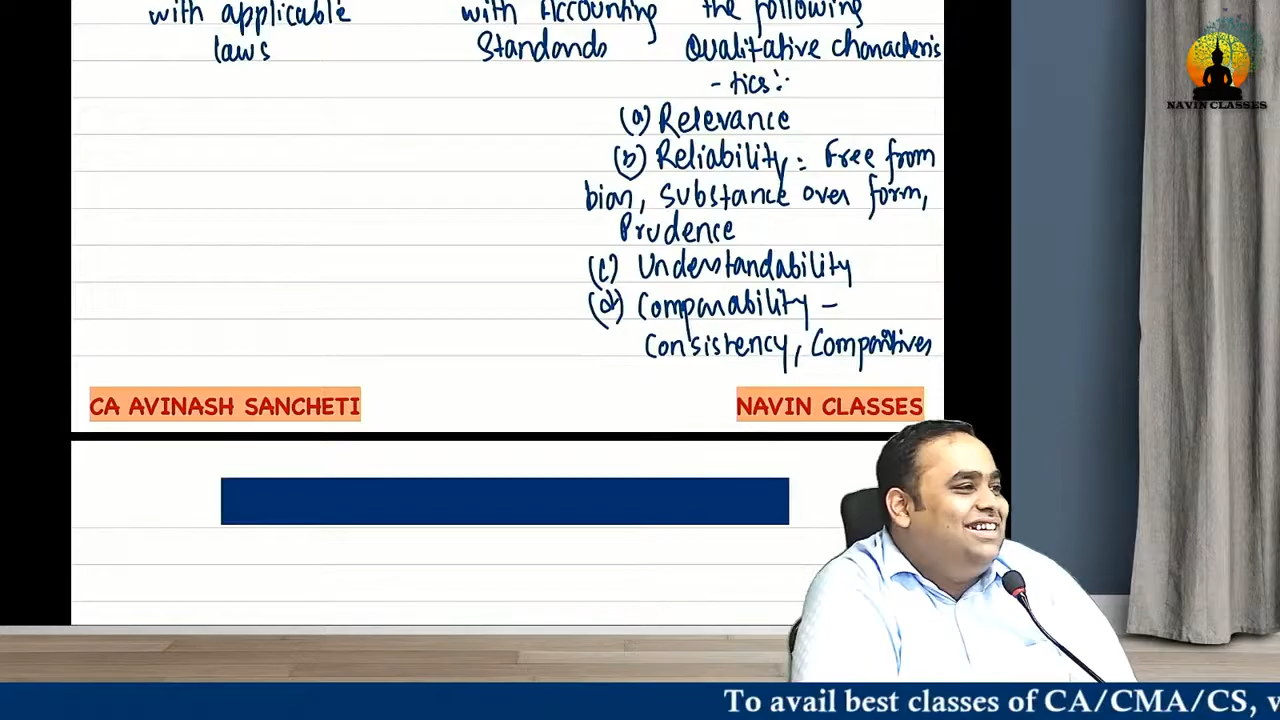 with applicable
laws
with Accounting
Standards
the following
Qualitative characteris
-tics:-
(a) Relevance
(b) Reliability: Free from
bias, Substance over form,
Prudence
(c) Understandability
(d) Comparability -
Consistency, Comparatives
CA AVINASH SANCHETI
NAVIN CLASSES
NAVIN CLASSES
To avail best classes of CA/CMA/CS, v